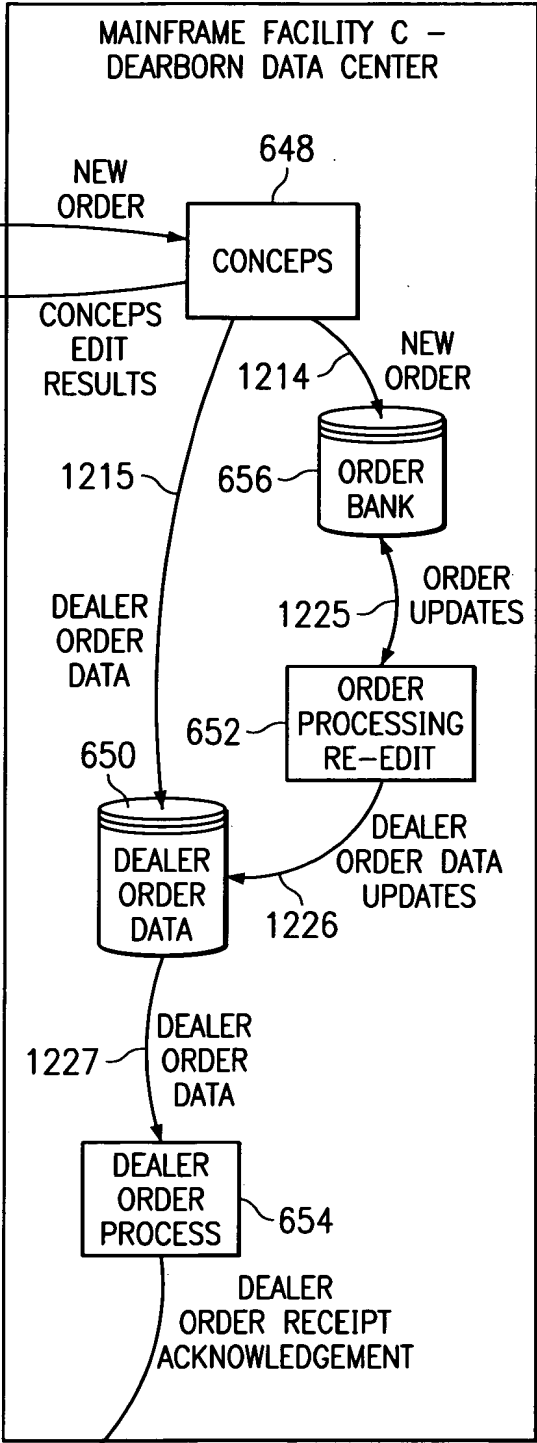 MAINFRAME FACILITY C –
DEARBORN DATA CENTER
648
NEW
ORDER
CONCEPS
CONCEPS
EDIT
RESULTS
1214
NEW
ORDER
1215
656
ORDER
BANK
DEALER
ORDER
DATA
1225
ORDER
UPDATES
652
ORDER
PROCESSING
RE-EDIT
650
DEALER
ORDER
DATA
DEALER
ORDER DATA
UPDATES
1226
1227
DEALER
ORDER
DATA
DEALER
ORDER
PROCESS
654
DEALER
ORDER RECEIPT
ACKNOWLEDGEMENT